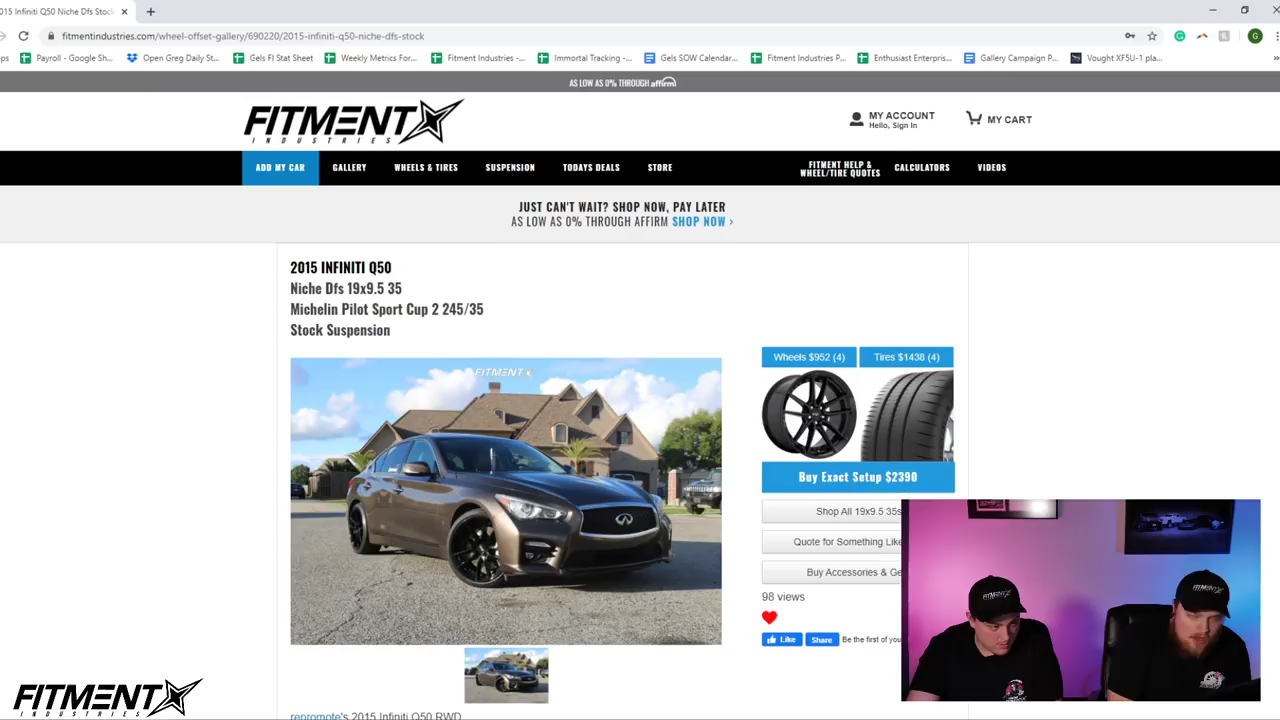 2015 Infiniti Q50 Niche Dfs Stock
fitmentindustries.com/wheel-offset-gallery/690220/2015-infiniti-q50-niche-dfs-stock
G
Payroll - Google Sh...
Open Greg Daily St...
Gels FI Stat Sheet
Weekly Metrics For...
Fitment Industries -...
Immortal Tracking -...
Gels SOW Calendar...
Fitment Industries P...
Enthusiast Enterpris...
Gallery Campaign P...
Vought XF5U-1 pla...
AS LOW AS 0% THROUGH affirm
FITMENT
INDUSTRIES
MY ACCOUNT
Hello, Sign In
MY CART
ADD MY CAR
GALLERY
WHEELS & TIRES
SUSPENSION
TODAYS DEALS
STORE
FITMENT HELP &
WHEEL/TIRE QUOTES
CALCULATORS
VIDEOS
JUST CAN'T WAIT? SHOP NOW, PAY LATER
AS LOW AS 0% THROUGH AFFIRM SHOP NOW ›
2015 INFINITI Q50
Niche Dfs 19x9.5 35
Michelin Pilot Sport Cup 2 245/35
Stock Suspension
FITMENT
Wheels $952 (4)
Tires $1438 (4)
Buy Exact Setup $2390
Shop All 19x9.5 35s
Quote for Something Like
Buy Accessories & Ge
98 views
Like
Share
Be the first of you
repromote's 2015 Infiniti Q50 RWD
FITMENT
FITMENT
FITMENT
INDUSTRIES